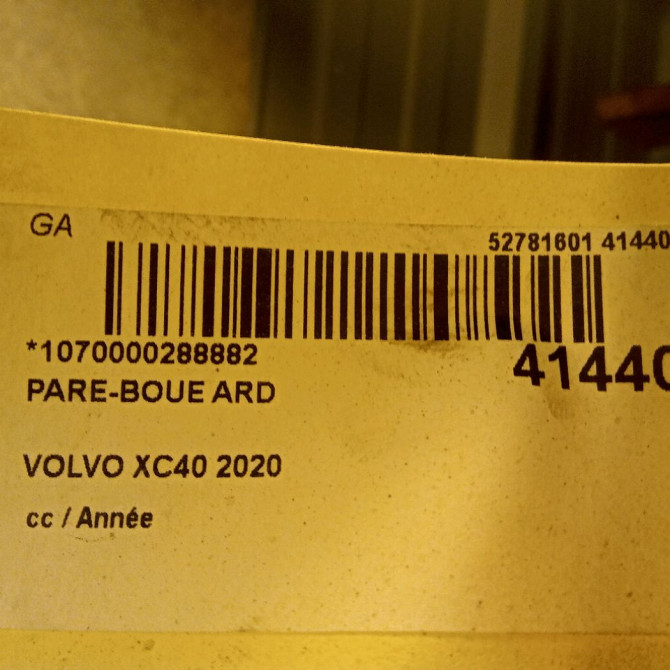 GA
52781601 41440
*1070000288882
41440
PARE-BOUE ARD
VOLVO XC40 2020
cc / Année